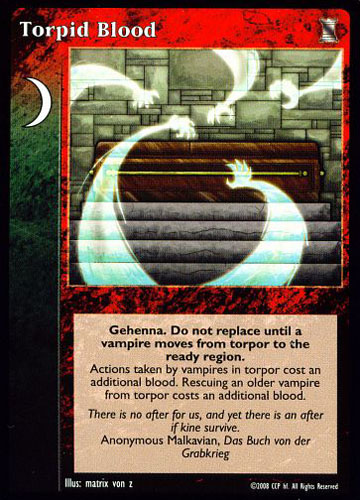 Torpid Blood
Gehenna. Do not replace until a
vampire moves from torpor to the
ready region.
Actions taken by vampires in torpor cost an
additional blood. Rescuing an older vampire
from torpor costs an additional blood.
There is no after for us, and yet there is an after
if kine survive.
Anonymous Malkavian, Das Buch von der
Grabkrieg
Illus: matrix von z
©2008 CCP hf. All Rights Reserved